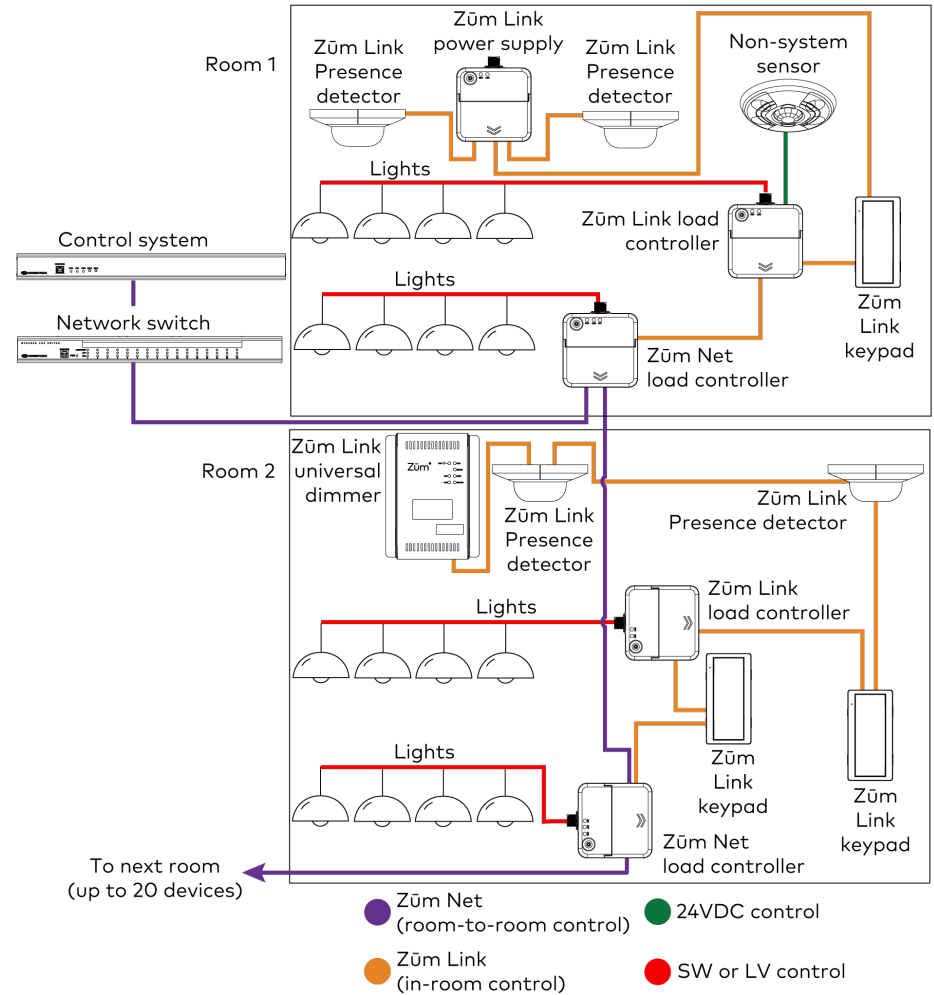 Room 1
Zūm Link
Presence
detector
Zūm Link
power supply
Zūm Link
Presence
detector
Non-system
sensor
Lights
Zūm Link load
controller
Control system
Lights
Network switch
Zūm Net
load controller
Zūm
Link
keypad
Room 2
Zūm Link
universal
dimmer
Zūm
Zūm Link
Presence
detector
Zūm Link
Presence detector
Zūm Link
load controller
Lights
Lights
Zūm
Link
keypad
Zūm
Link
keypad
Zūm Net
load controller
To next room
(up to 20 devices)
Zūm Net
(room-to-room control)
24VDC control
Zūm Link
(in-room control)
SW or LV control